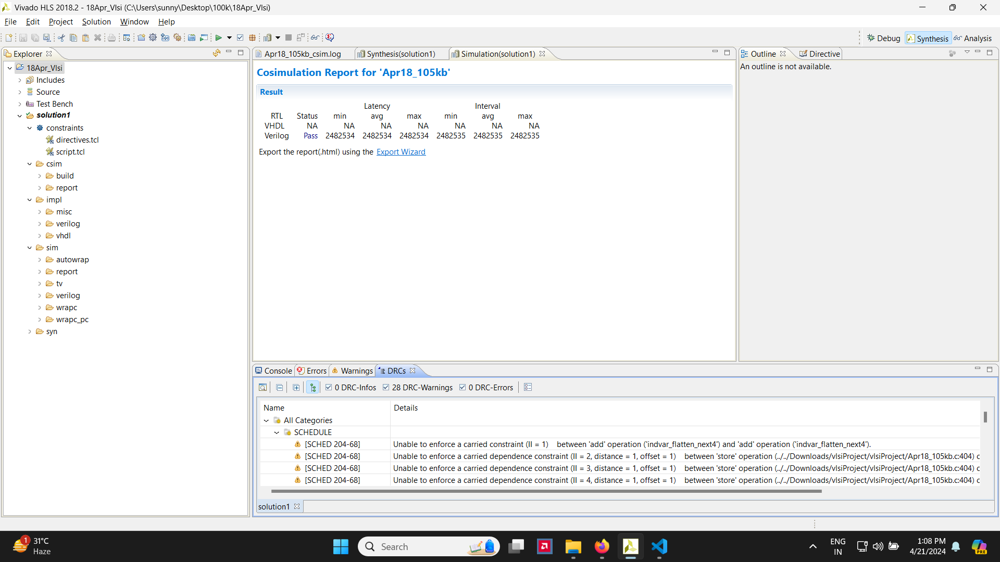 Vivado HLS 2018.2 - 18Apr_Vlsi (C:\Users\sunny\Desktop\100k\18Apr_Vlsi)
File Edit Project Solution Window Help
Debug Synthesis Analysis
Explorer
18Apr_Vlsi
Includes
Source
Test Bench
solution1
constraints
directives.tcl
script.tcl
csim
build
report
impl
misc
verilog
vhdl
sim
autowrap
report
tv
verilog
wrapc
wrapc_pc
syn
Apr18_105kb_csim.log Synthesis(solution1) Simulation(solution1)
Cosimulation Report for 'Apr18_105kb'
Result
Latency Interval
RTL Status min avg max min avg max
VHDL NA NA NA NA NA NA NA
Verilog Pass 2482534 2482534 2482534 2482535 2482535 2482535
Export the report(.html) using the Export Wizard
Outline Directive
An outline is not available.
Console Errors Warnings DRCs
0 DRC-Infos 28 DRC-Warnings 0 DRC-Errors
Name Details
All Categories
SCHEDULE
[SCHED 204-68] Unable to enforce a carried constraint (II = 1) between 'add' operation ('indvar_flatten_next4') and 'add' operation ('indvar_flatten_next4').
[SCHED 204-68] Unable to enforce a carried dependence constraint (II = 2, distance = 1, offset = 1) between 'store' operation (../../Downloads/vlsiProject/vlsiProject/Apr18_105kb.c:404) c
[SCHED 204-68] Unable to enforce a carried dependence constraint (II = 3, distance = 1, offset = 1) between 'store' operation (../../Downloads/vlsiProject/vlsiProject/Apr18_105kb.c:404) c
[SCHED 204-68] Unable to enforce a carried dependence constraint (II = 4, distance = 1, offset = 1) between 'store' operation (../../Downloads/vlsiProject/vlsiProject/Apr18_105kb.c:404) c
solution1
1
31°C
Haze
Search
ENG
IN
1:08 PM
4/21/2024
PRE